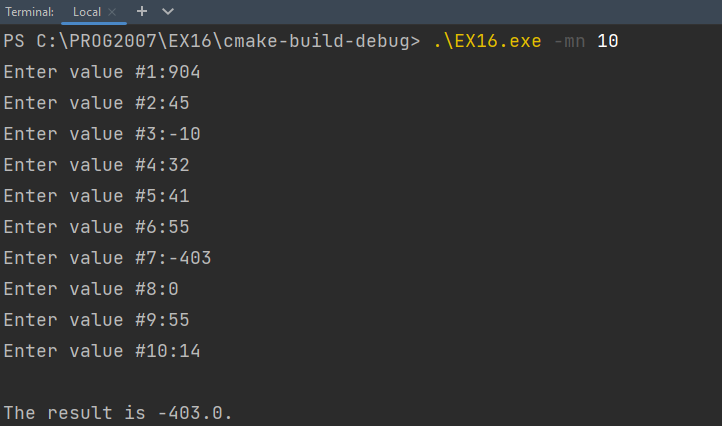 Terminal: Local × + 
PS C:\PROG2007\EX16\cmake-build-debug> .\EX16.exe -mn 10
Enter value #1:904
Enter value #2:45
Enter value #3:-10
Enter value #4:32
Enter value #5:41
Enter value #6:55
Enter value #7:-403
Enter value #8:0
Enter value #9:55
Enter value #10:14
The result is -403.0.